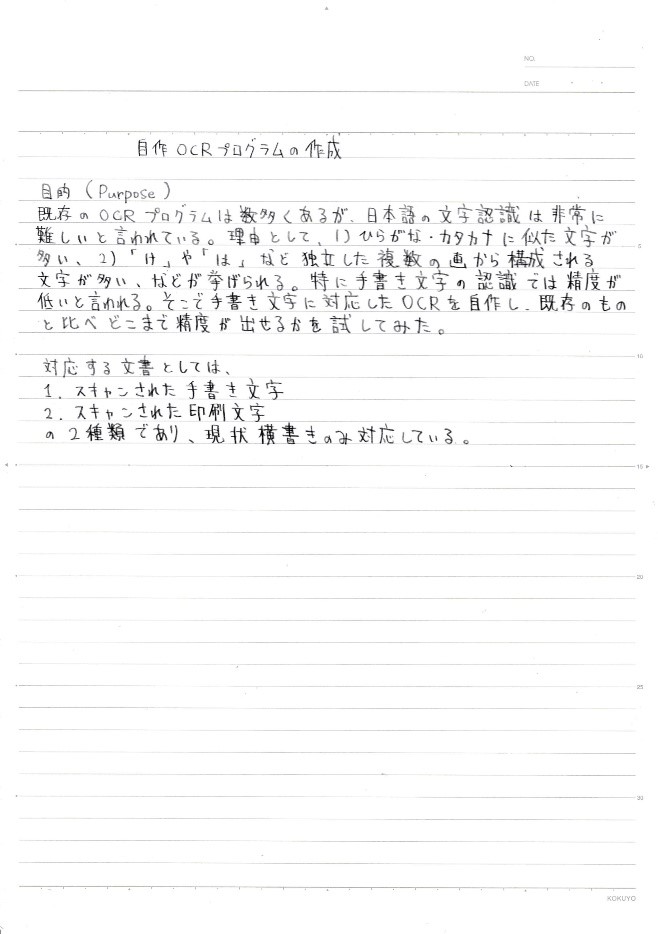 NO.
DATE
自作 OCRプログラムの作成
目的 (Purpose)
既存のOCRプログラムは数多くあるが、日本語の文字認識は非常に
難しいと言われている。理由として、1)ひらがな・カタカナに似た文字が
多い、2)「け」や「は」など独立した複数の画から構成される
文字が多い、などが挙げられる。特に手書き文字の認識では精度が
低いと言われる。そこで手書き文字に対応したOCRを自作し、既存のもの
と比べどこまで精度が出せるかを試してみた。
対応する文書としては、
1. スキャンされた手書き文字
2. スキャンされた印刷文字
の2種類であり、現状横書きのみ対応している。
5
10
15
20
25
30
KOKUYO